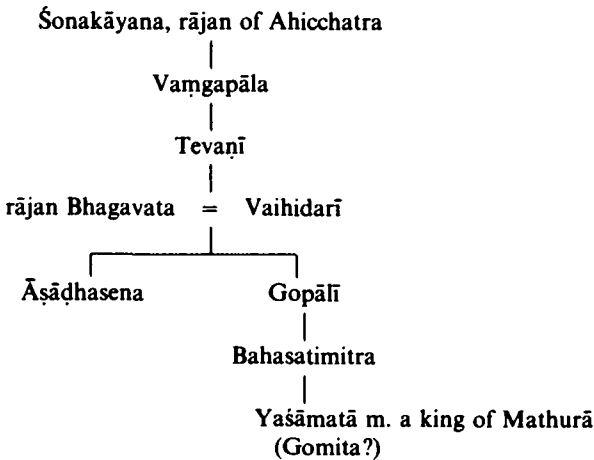 Śonakāyana, rājan of Ahicchatra
Vaṃgapāla
Tevaṇī
rājan Bhagavata = Vaihidarī
Āṣāḍhasena Gopālī
Bahasatimitra
Yaśāmatā m. a king of Mathurā
(Gomita?)